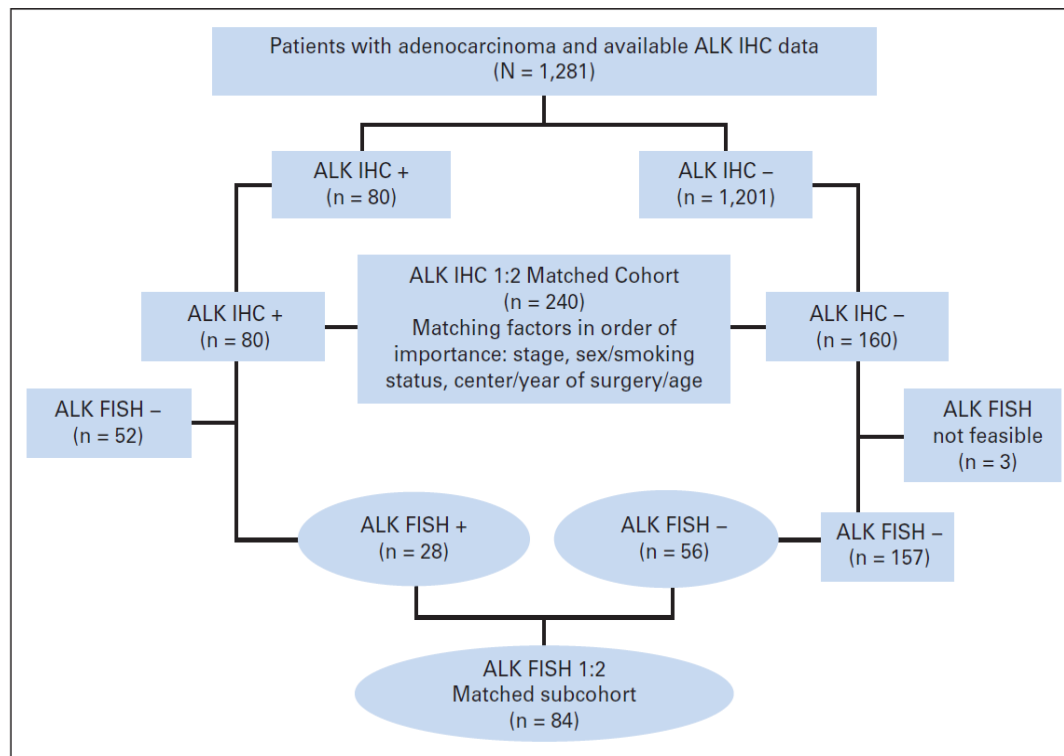 Patients with adenocarcinoma and available ALK IHC data
(N = 1,281)
ALK IHC +
(n = 80)
ALK IHC –
(n = 1,201)
ALK IHC +
(n = 80)
ALK IHC 1:2 Matched Cohort
(n = 240)
Matching factors in order of
importance: stage, sex/smoking
status, center/year of surgery/age
ALK IHC –
(n = 160)
ALK FISH –
(n = 52)
ALK FISH
not feasible
(n = 3)
ALK FISH +
(n = 28)
ALK FISH –
(n = 56)
ALK FISH –
(n = 157)
ALK FISH 1:2
Matched subcohort
(n = 84)